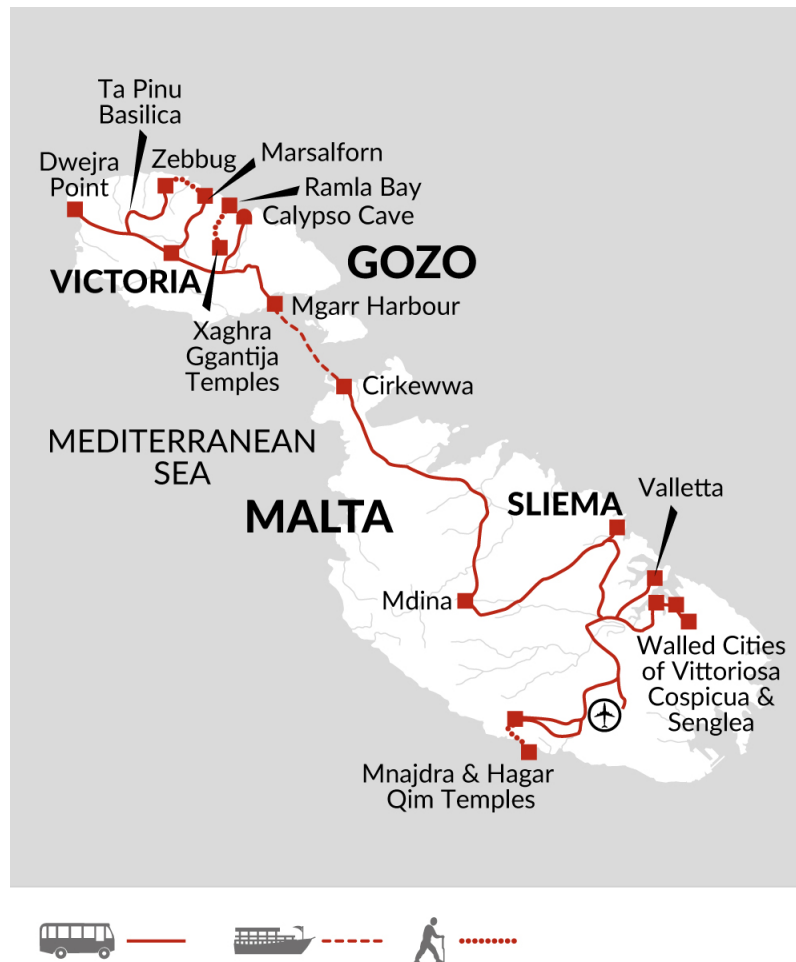 Ta Pinu
Basilica
Dwejra
Point
Zebbug
Marsalforn
Ramla Bay
Calypso Cave
GOZO
VICTORIA
Mgarr Harbour
Xaghra
Ggantija
Temples
Cirkewwa
MEDITERRANEAN
SEA
MALTA
SLIEMA
Valletta
Mdina
Walled Cities
of Vittoriosa
Cospicua &
Senglea
Mnajdra & Hagar
Qim Temples